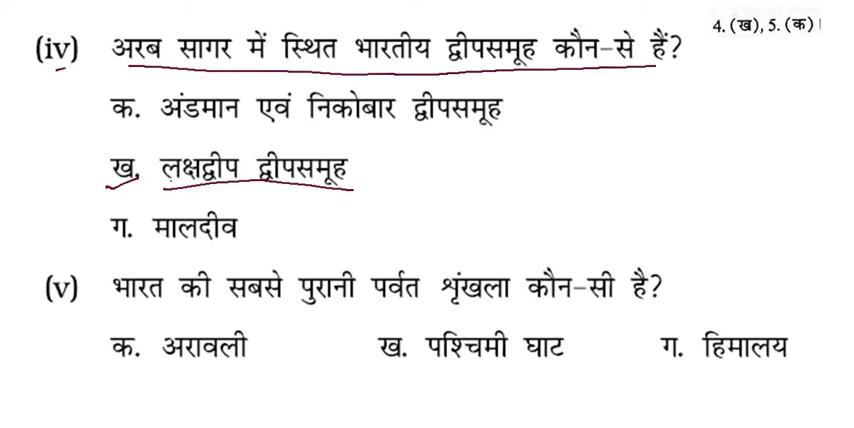 4. (ख), 5. (क)।
(iv) अरब सागर में स्थित भारतीय द्वीपसमूह कौन-से हैं?
क. अंडमान एवं निकोबार द्वीपसमूह
ख. लक्षद्वीप द्वीपसमूह
ग. मालदीव
(v) भारत की सबसे पुरानी पर्वत शृंखला कौन-सी है?
क. अरावली ख. पश्चिमी घाट ग. हिमालय